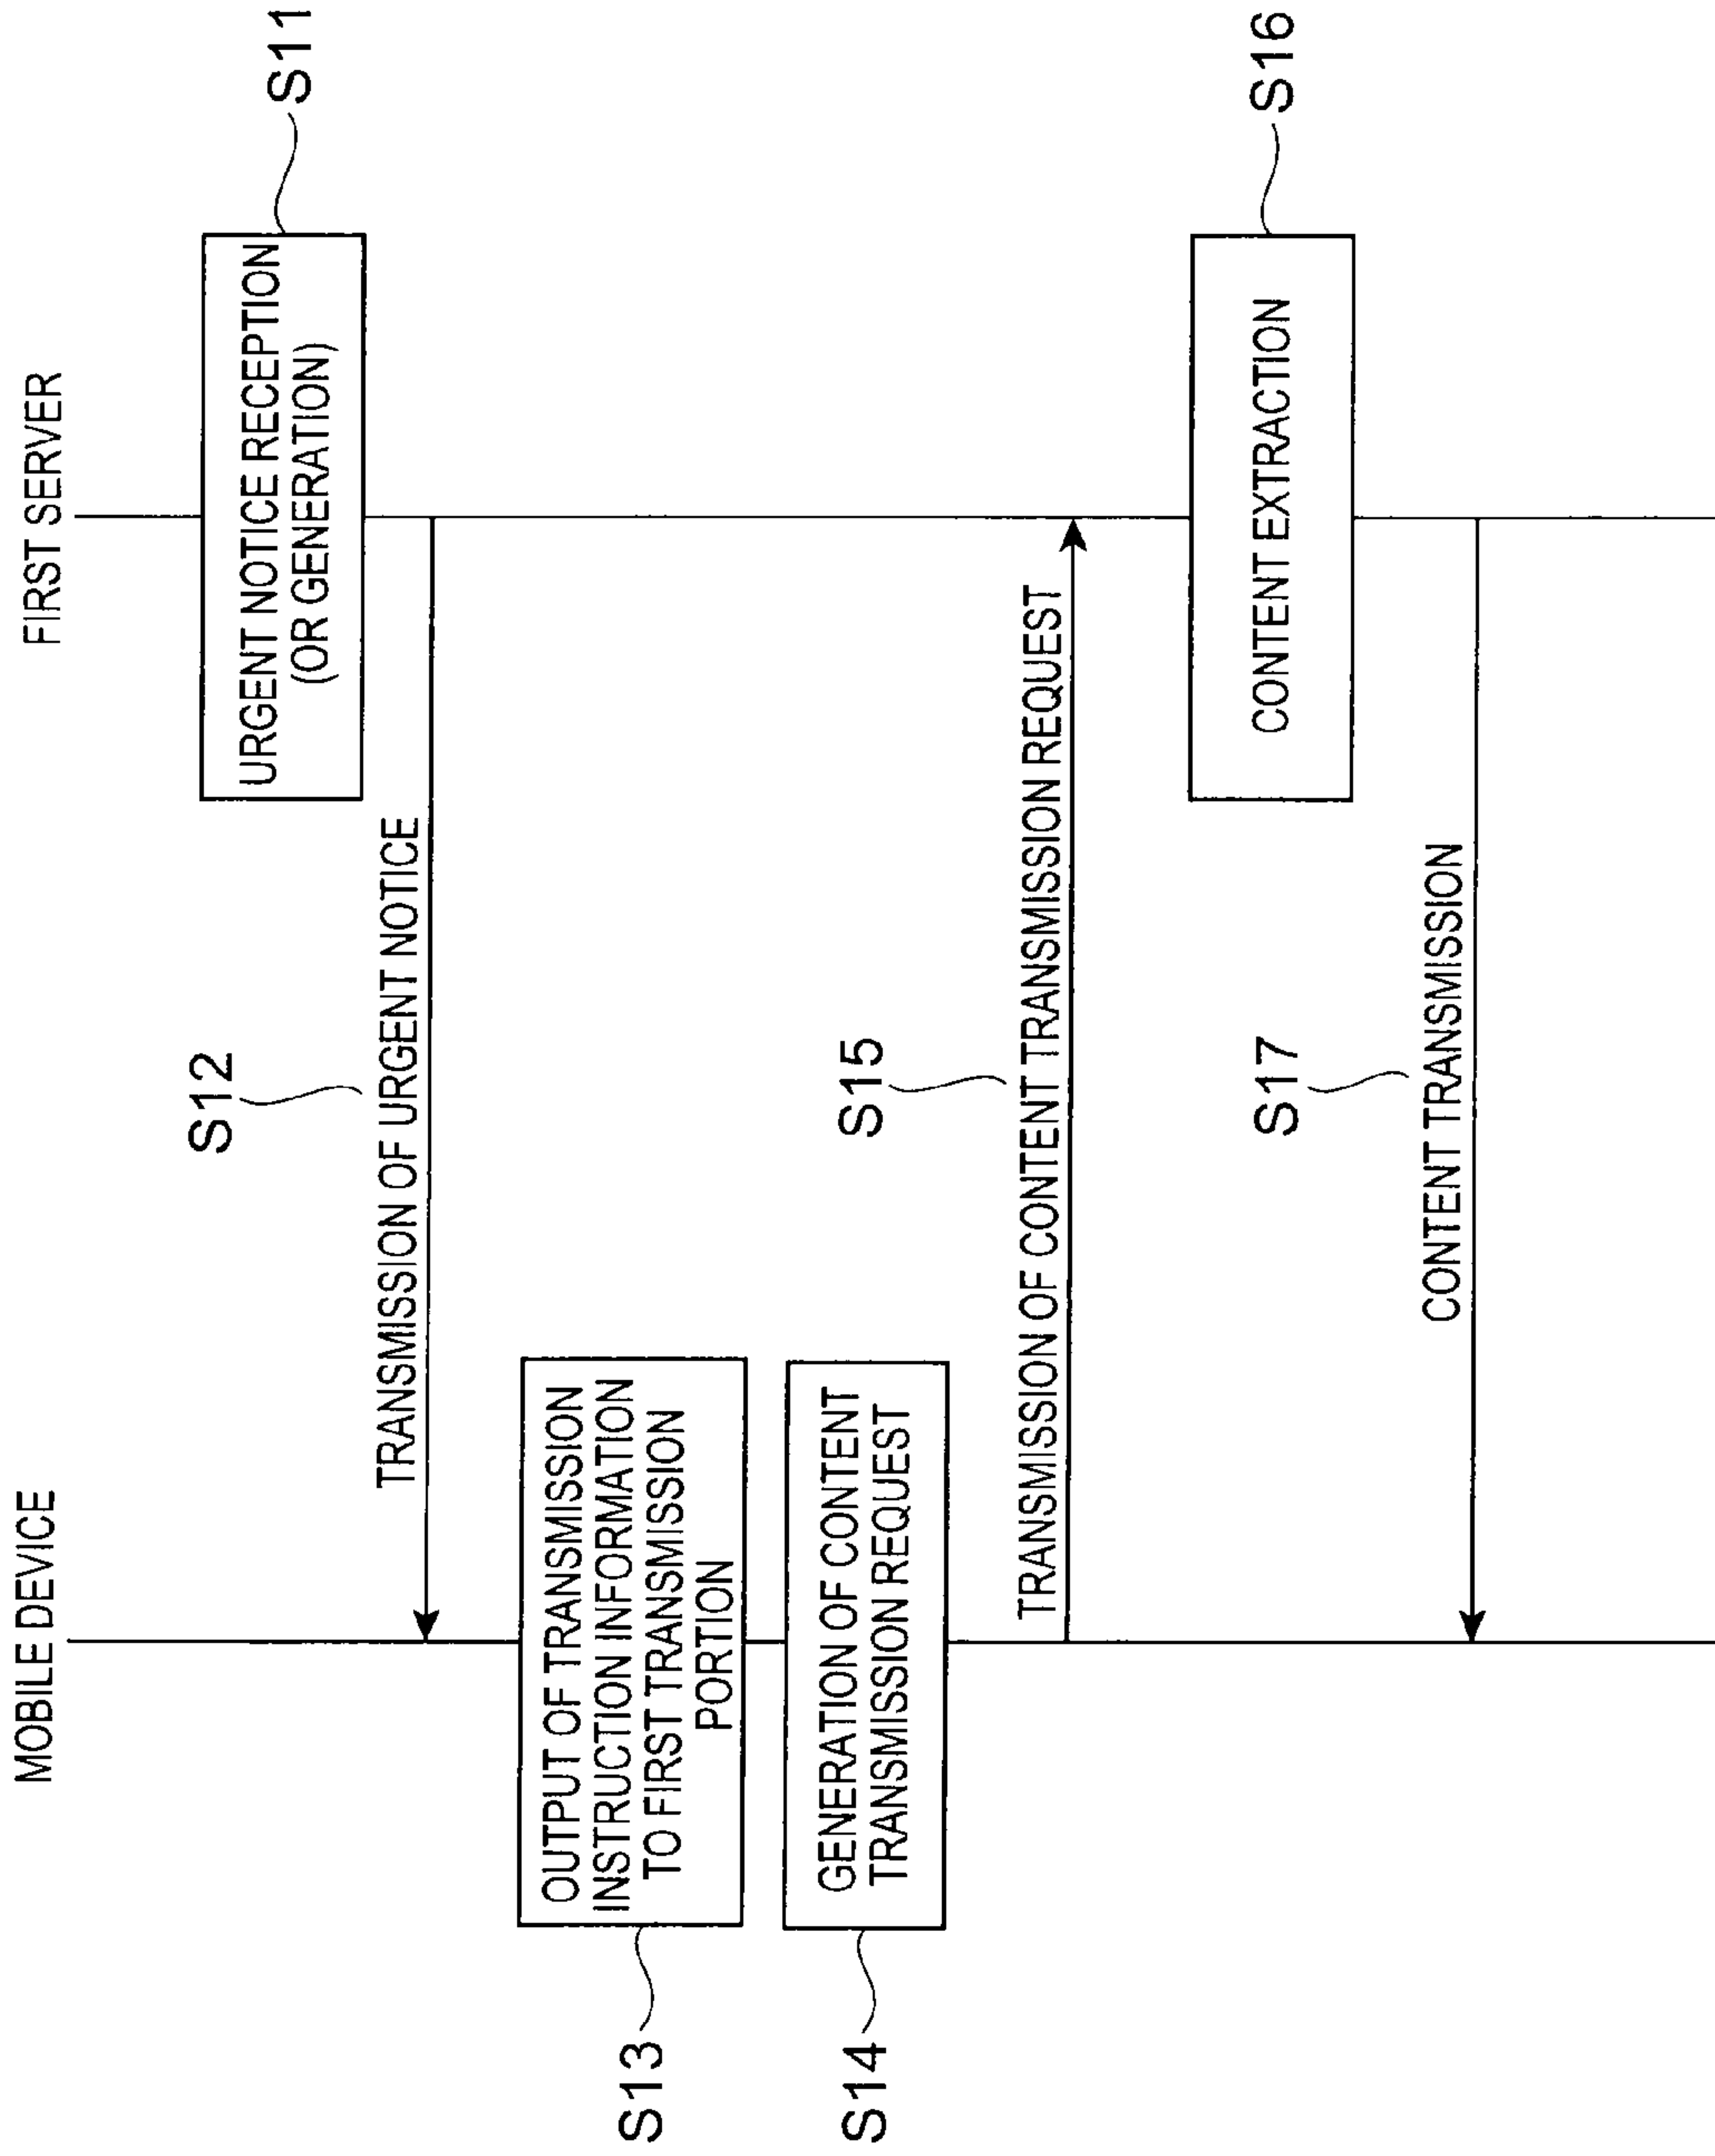 MOBILE DEVICE
FIRST SERVER
URGENT NOTICE RECEPTION
(OR GENERATION)
S11
S12
TRANSMISSION OF URGENT NOTICE
S13
OUTPUT OF TRANSMISSION
INSTRUCTION INFORMATION
TO FIRST TRANSMISSION
PORTION
S14
GENERATION OF CONTENT
TRANSMISSION REQUEST
S15
TRANSMISSION OF CONTENT TRANSMISSION REQUEST
CONTENT EXTRACTION
S16
S17
CONTENT TRANSMISSION